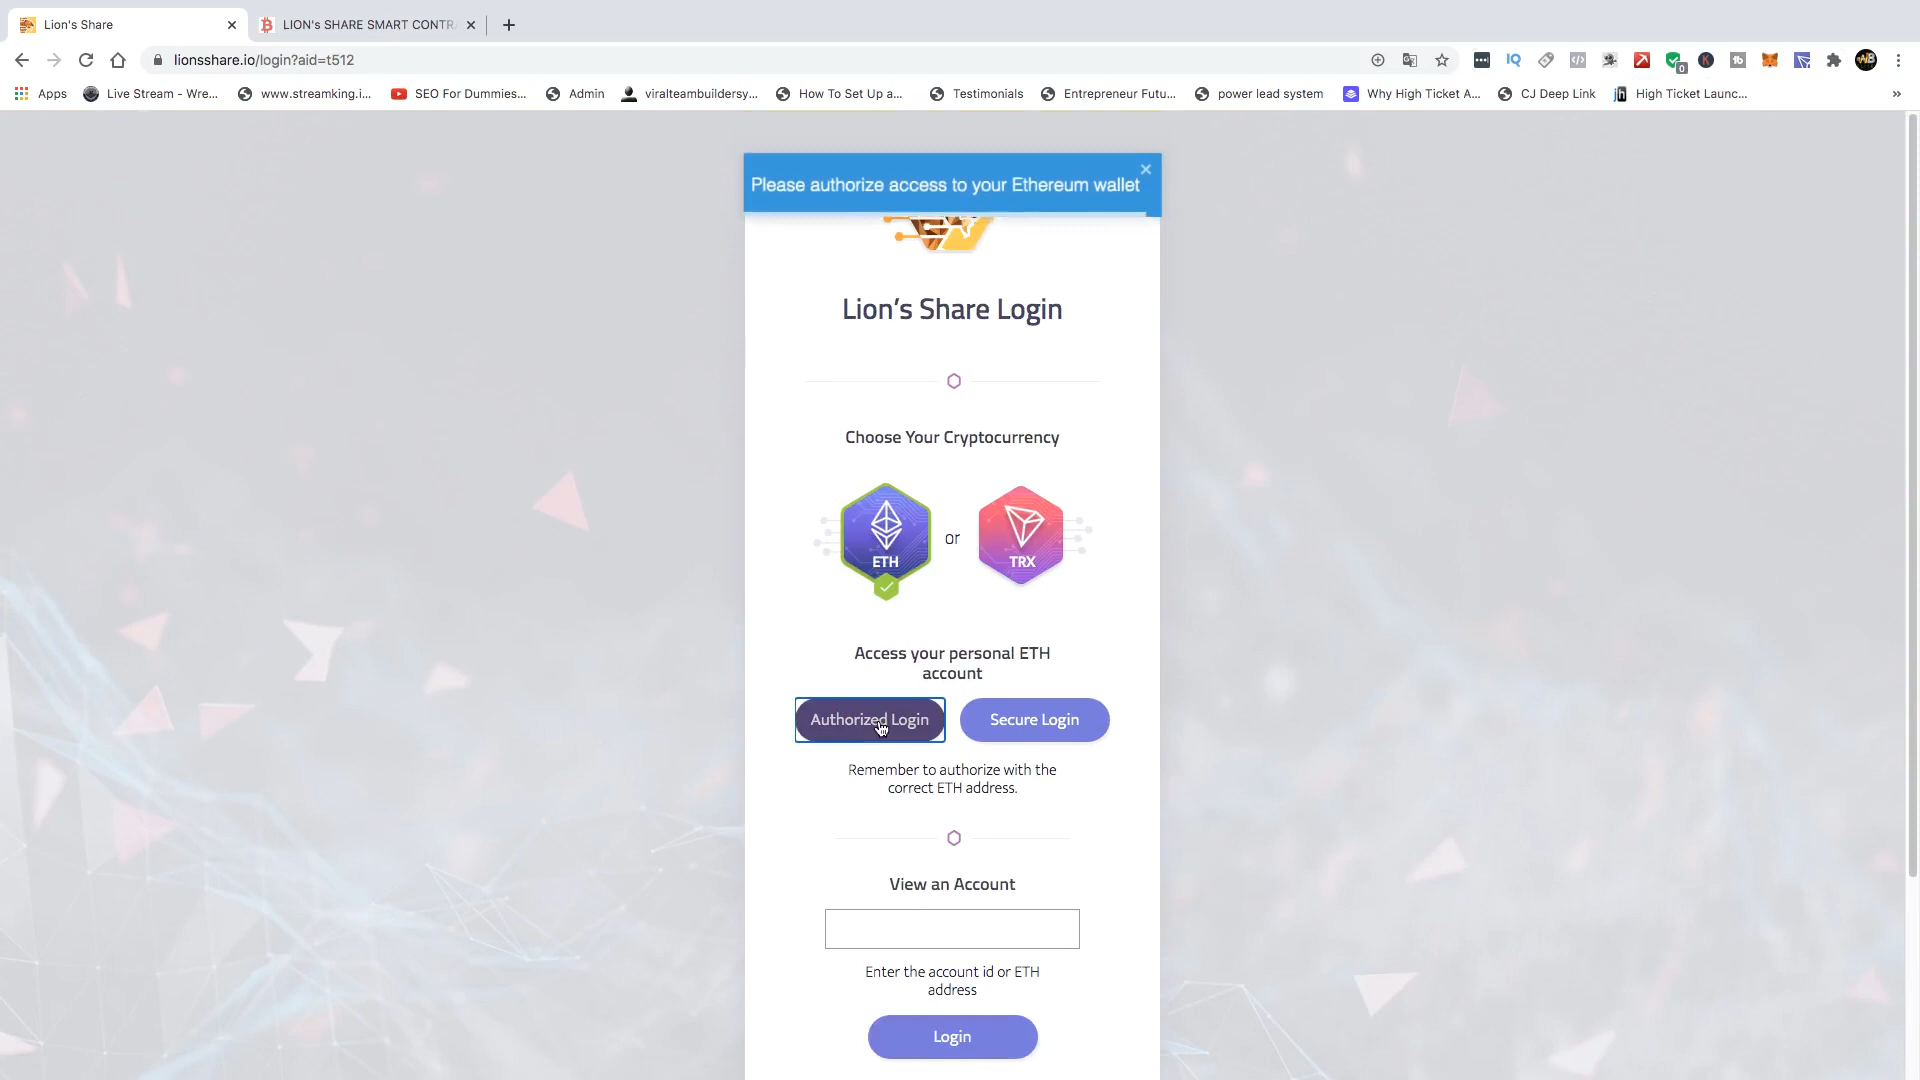 Lion's Share
LION's SHARE SMART CONTR
lionsshare.io/login?aid=t512
IQ
</>
0
K
tb
Apps
Live Stream - Wre...
www.streamking.i...
SEO For Dummies...
Admin
viralteambuildersy...
How To Set Up a...
Testimonials
Entrepreneur Futu...
power lead system
Why High Ticket A...
CJ Deep Link
High Ticket Launc...
»
Please authorize access to your Ethereum wallet
Lion's Share Login
Choose Your Cryptocurrency
ETH
or
TRX
Access your personal ETH
account
Authorized Login
Secure Login
Remember to authorize with the
correct ETH address.
View an Account
Enter the account id or ETH
address
Login